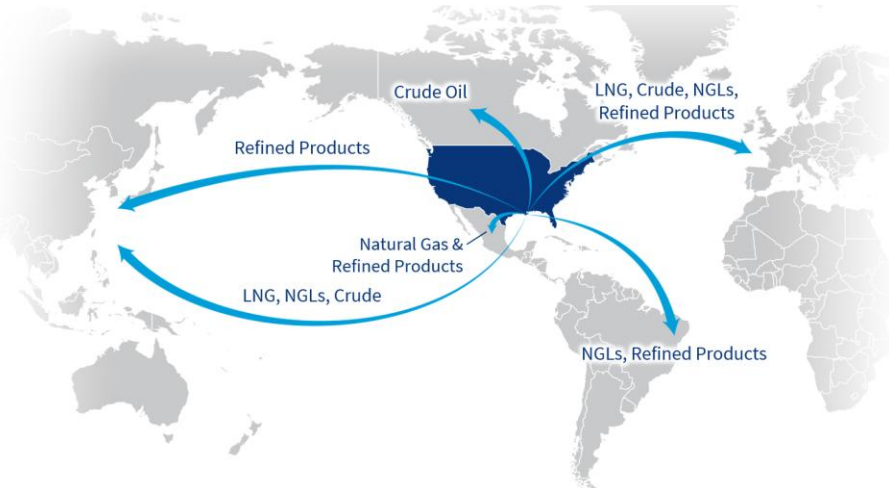 Crude Oil
LNG, Crude, NGLs,
Refined Products
Refined Products
Natural Gas &
Refined Products
LNG, NGLs, Crude
NGLs, Refined Products